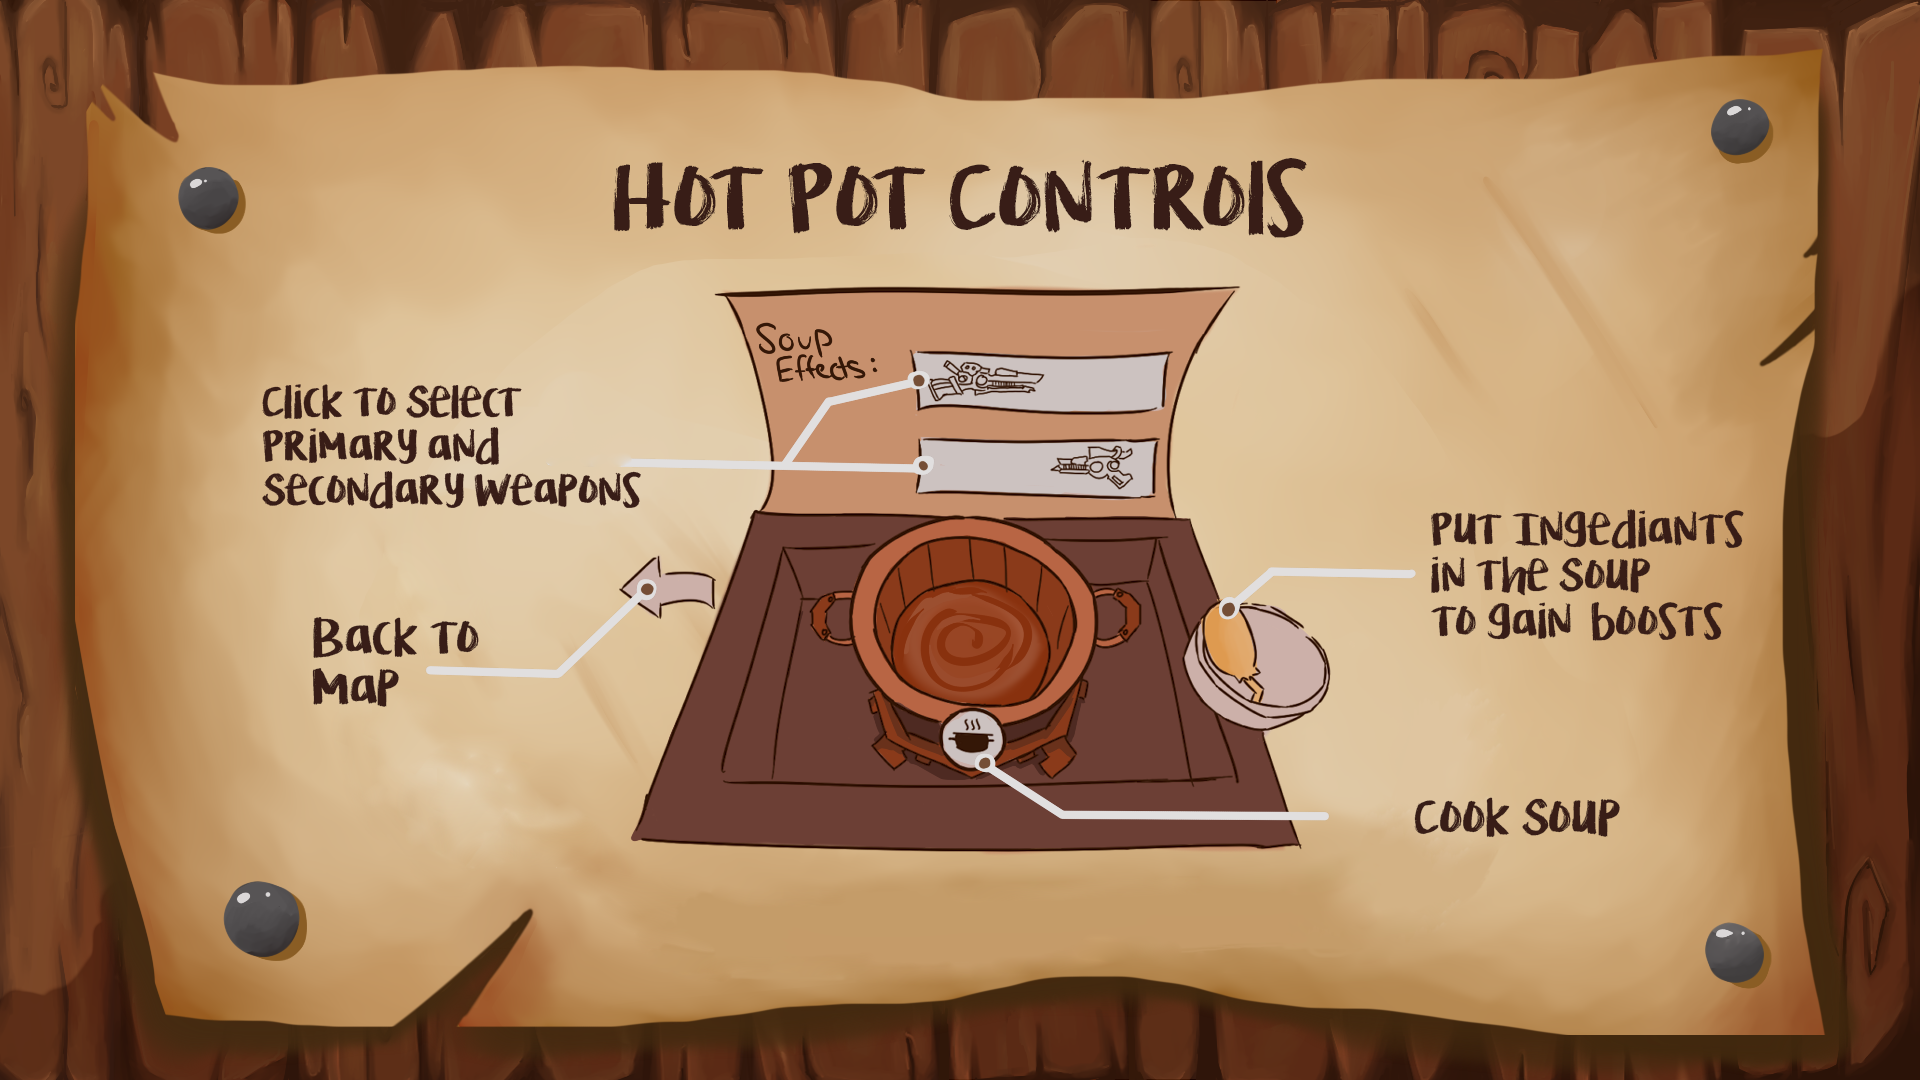 HOT POT CONTROlS
Soup
Effects:
Click to select
primary and
secondary weapons
Put Ingediants
in the soup
to gain boosts
Back to
map
Cook soup